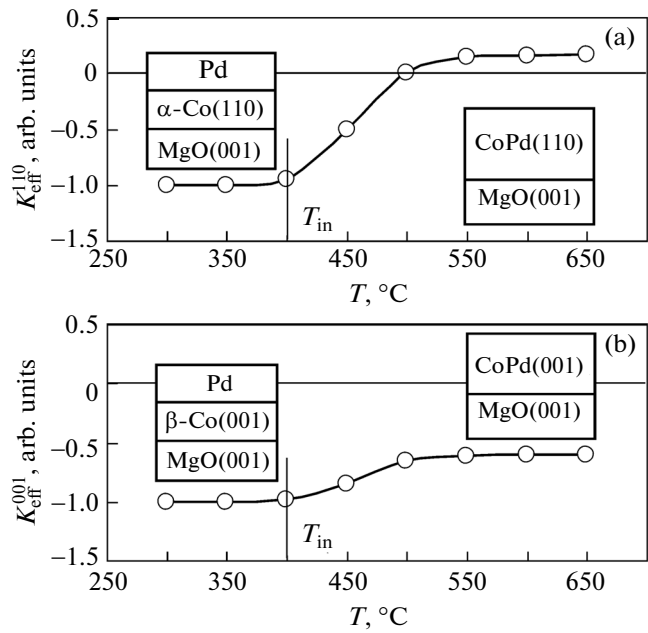 0.5
(a)
Pd
0
α-Co(110)
CoPd(110)
−0.5
MgO(001)
MgO(001)
−1.0
T_in
−1.5
K_eff^110, arb. units
250 350 450 550 650
T, °C
0.5
(b)
CoPd(001)
Pd
0
MgO(001)
β-Co(001)
−0.5
MgO(001)
−1.0
T_in
−1.5
K_eff^001, arb. units
250 350 450 550 650
T, °C